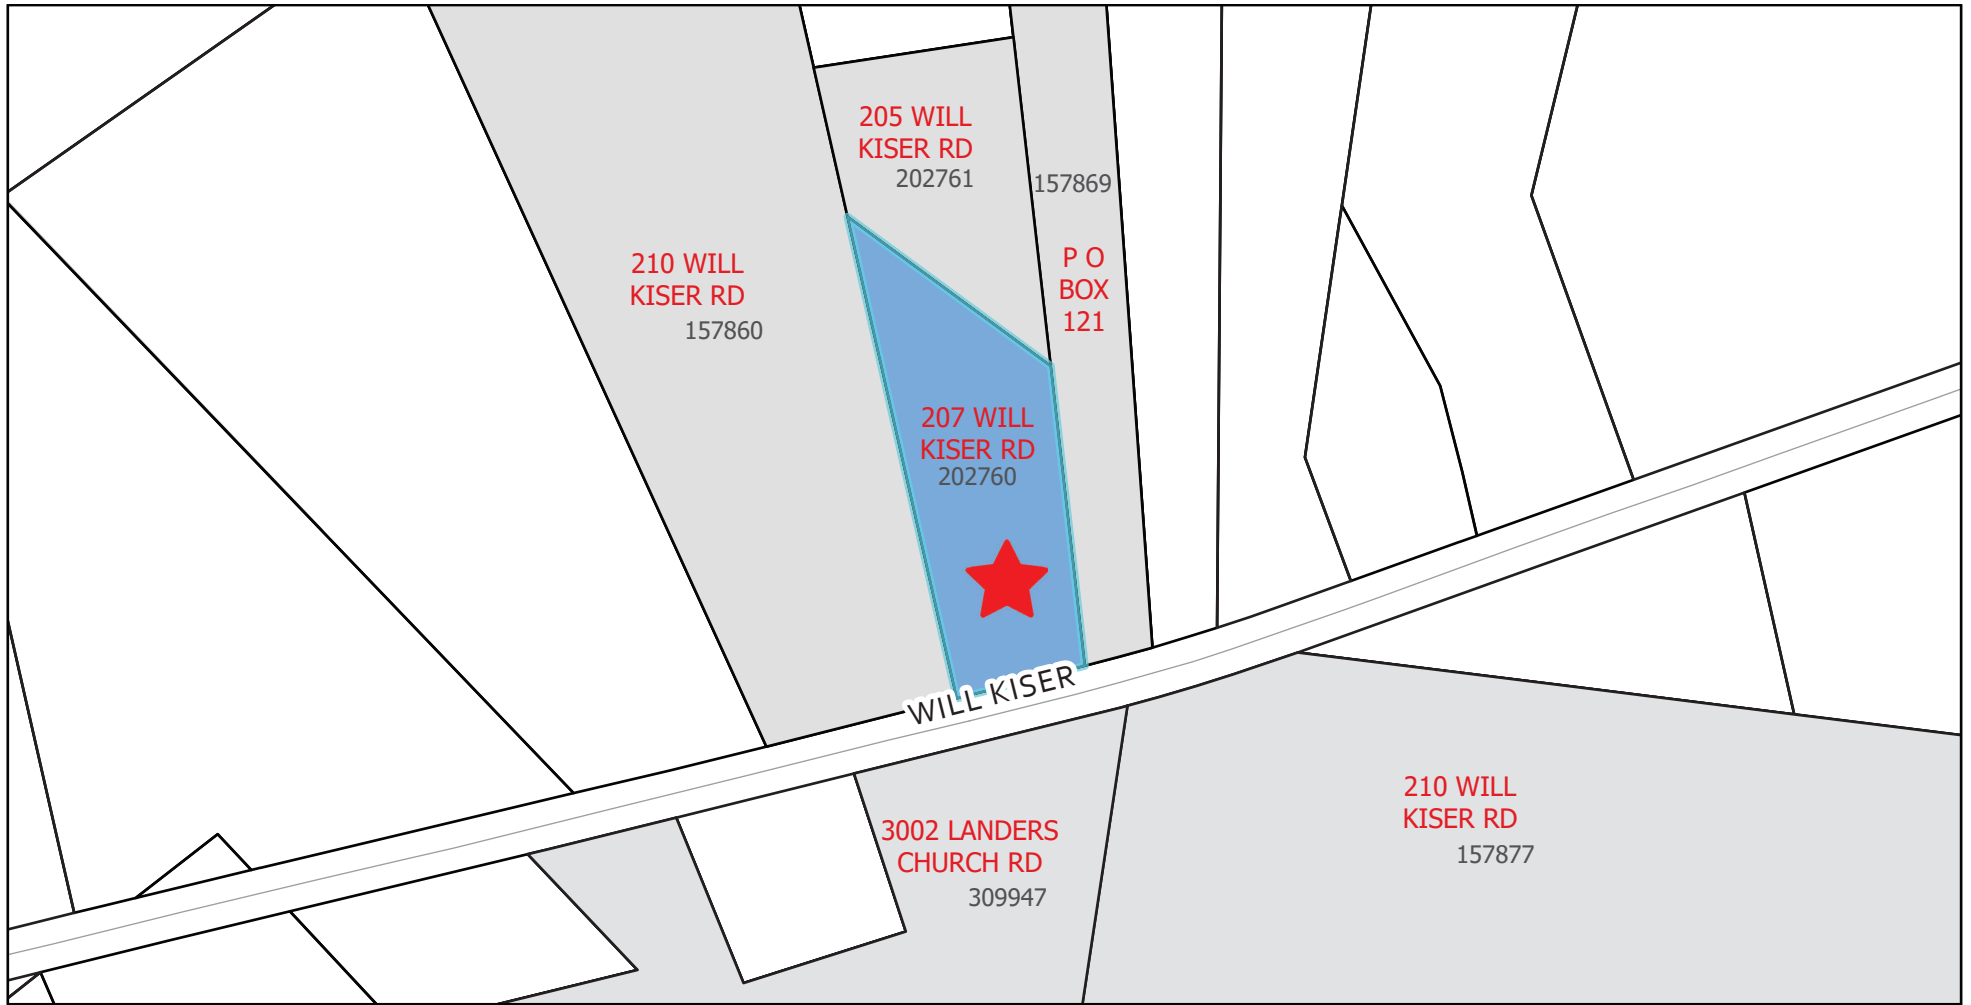 205 WILL
KISER RD
202761
157869
P O
BOX
121
210 WILL
KISER RD
157860
207 WILL
KISER RD
202760
WILL KISER
3002 LANDERS
CHURCH RD
309947
210 WILL
KISER RD
157877